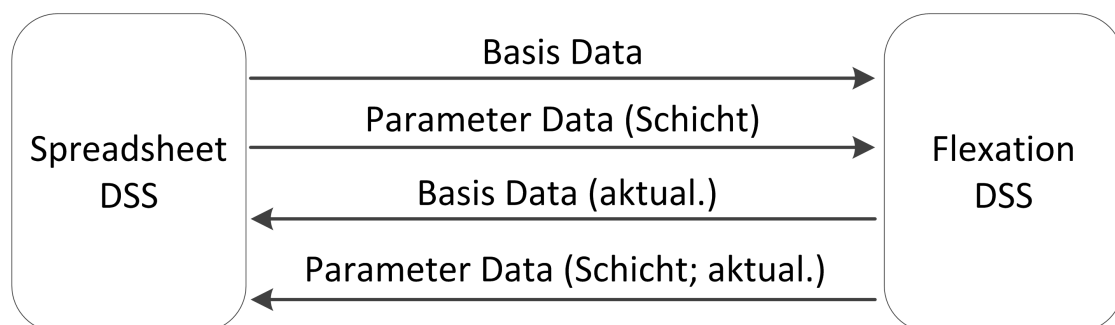 Spreadsheet
DSS
Basis Data
Parameter Data (Schicht)
Basis Data (aktual.)
Parameter Data (Schicht; aktual.)
Flexation
DSS